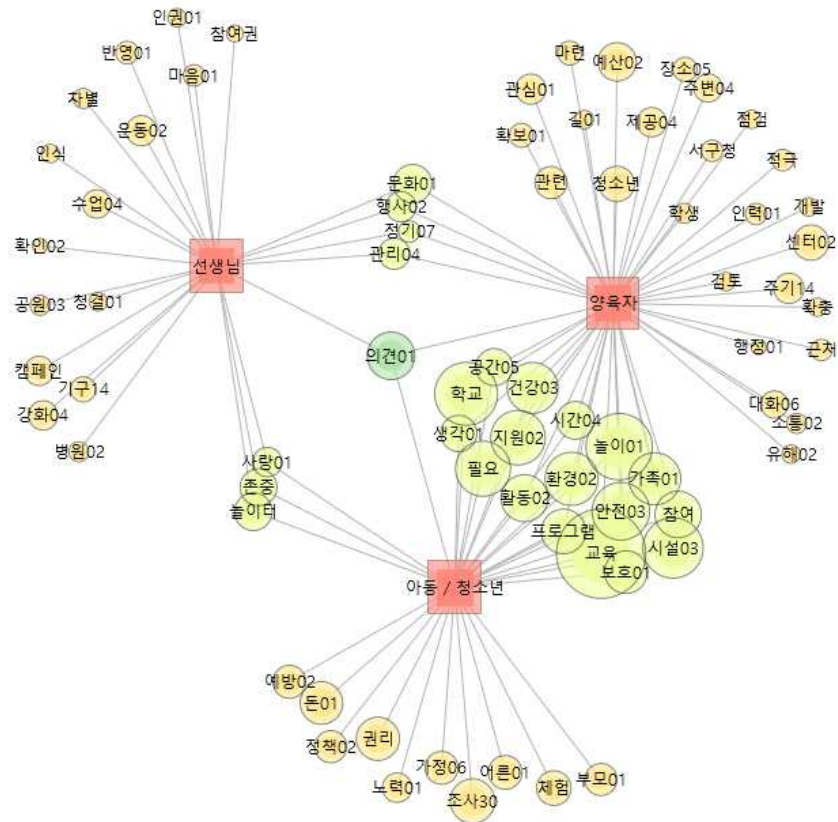 인권01
참여권
반영01
마음01
차별
운동02
인식
수업04
확인02
선생님
공원03
청결01
캠페인
기구14
강화04
병원02
문화01
행사02
정기07
관리04
의견01
사랑01
존중
놀이터
마련
예산02
장소05
관심01
주변04
길01
제공04
점검
확보01
서구청
적극
관련
청소년
학생
인력01
개발
센터02
양육자
검토
주기14
확충
행정01
근처
대화06
소통02
유해02
공간05
학교
건강03
생각01
지원02
시간04
놀이01
필요
환경02
가족01
활동02
안전03
참여
프로그램
교육
시설03
보호01
아동 / 청소년
예방02
돈01
정책02
권리
노력01
가정06
조사30
어른01
체험
부모01